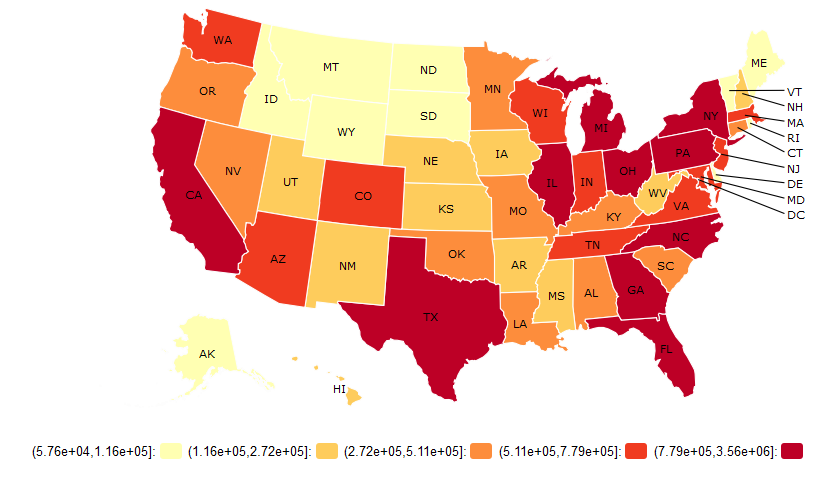 WA
ME
MT
ND
MN
VT
OR
ID
SD
WI
NH
NY
MA
WY
MI
RI
CT
PA
IA
NE
NJ
NV
OH
IL
IN
UT
DE
CA
CO
WV
MD
VA
KS
MO
DC
KY
NC
TN
OK
AZ
SC
NM
AR
GA
AL
MS
TX
LA
FL
AK
HI
(5.76e+04,1.16e+05]: (1.16e+05,2.72e+05]: (2.72e+05,5.11e+05]: (5.11e+05,7.79e+05]: (7.79e+05,3.56e+06]: